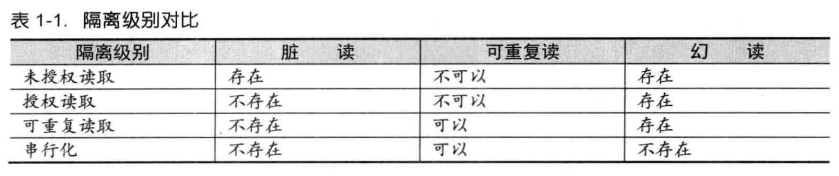 表 1-1. 隔离级别对比
隔离级别 脏 读 可重复读 幻 读
未授权读取 存在 不可以 存在
授权读取 不存在 不可以 存在
可重复读取 不存在 可以 存在
串行化 不存在 可以 不存在